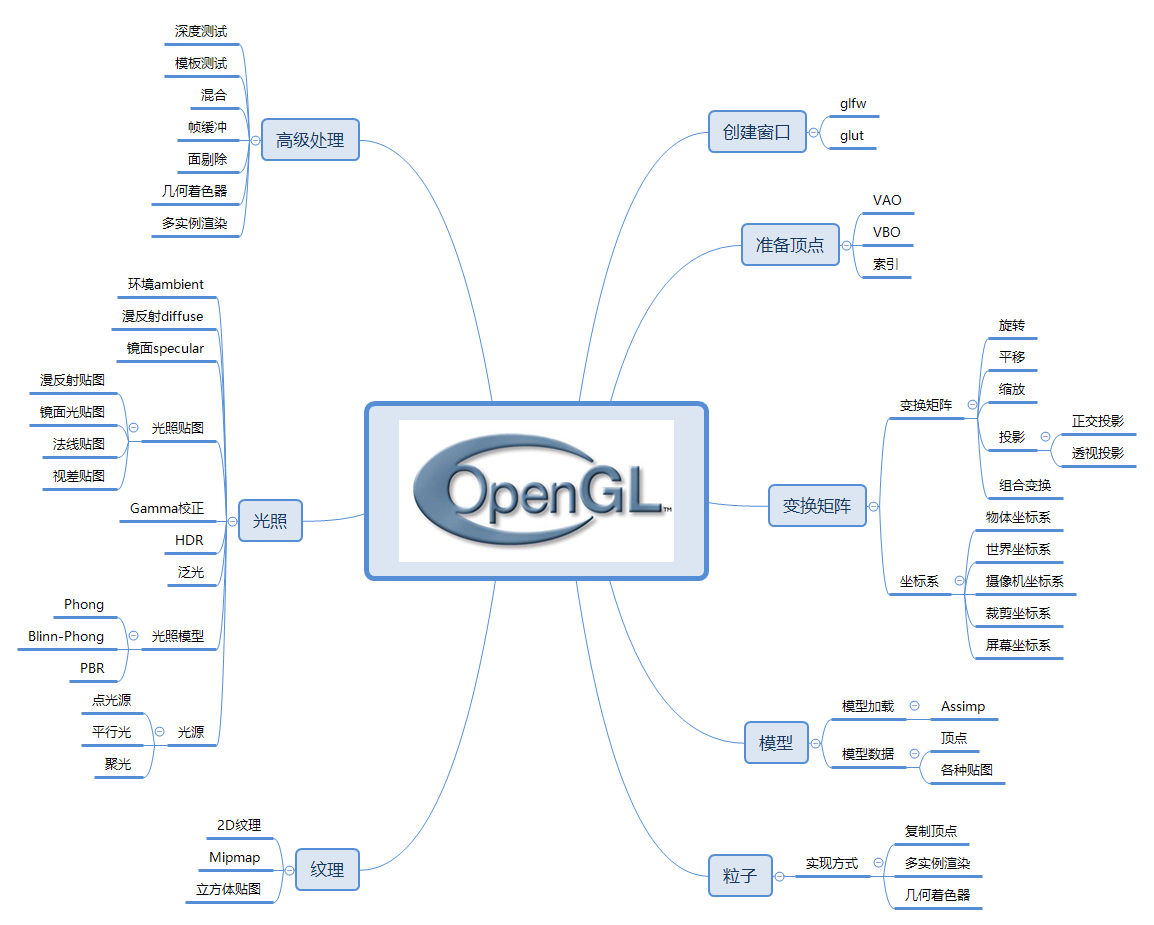 OpenGL™
创建窗口
glfw
glut
准备顶点
VAO
VBO
索引
变换矩阵
变换矩阵
旋转
平移
缩放
投影
正交投影
透视投影
组合变换
坐标系
物体坐标系
世界坐标系
摄像机坐标系
裁剪坐标系
屏幕坐标系
模型
模型加载
Assimp
模型数据
顶点
各种贴图
粒子
实现方式
复制顶点
多实例渲染
几何着色器
高级处理
深度测试
模板测试
混合
帧缓冲
面剔除
几何着色器
多实例渲染
光照
环境ambient
漫反射diffuse
镜面specular
光照贴图
漫反射贴图
镜面光贴图
法线贴图
视差贴图
Gamma校正
HDR
泛光
光照模型
Phong
Blinn-Phong
PBR
光源
点光源
平行光
聚光
纹理
2D纹理
Mipmap
立方体贴图